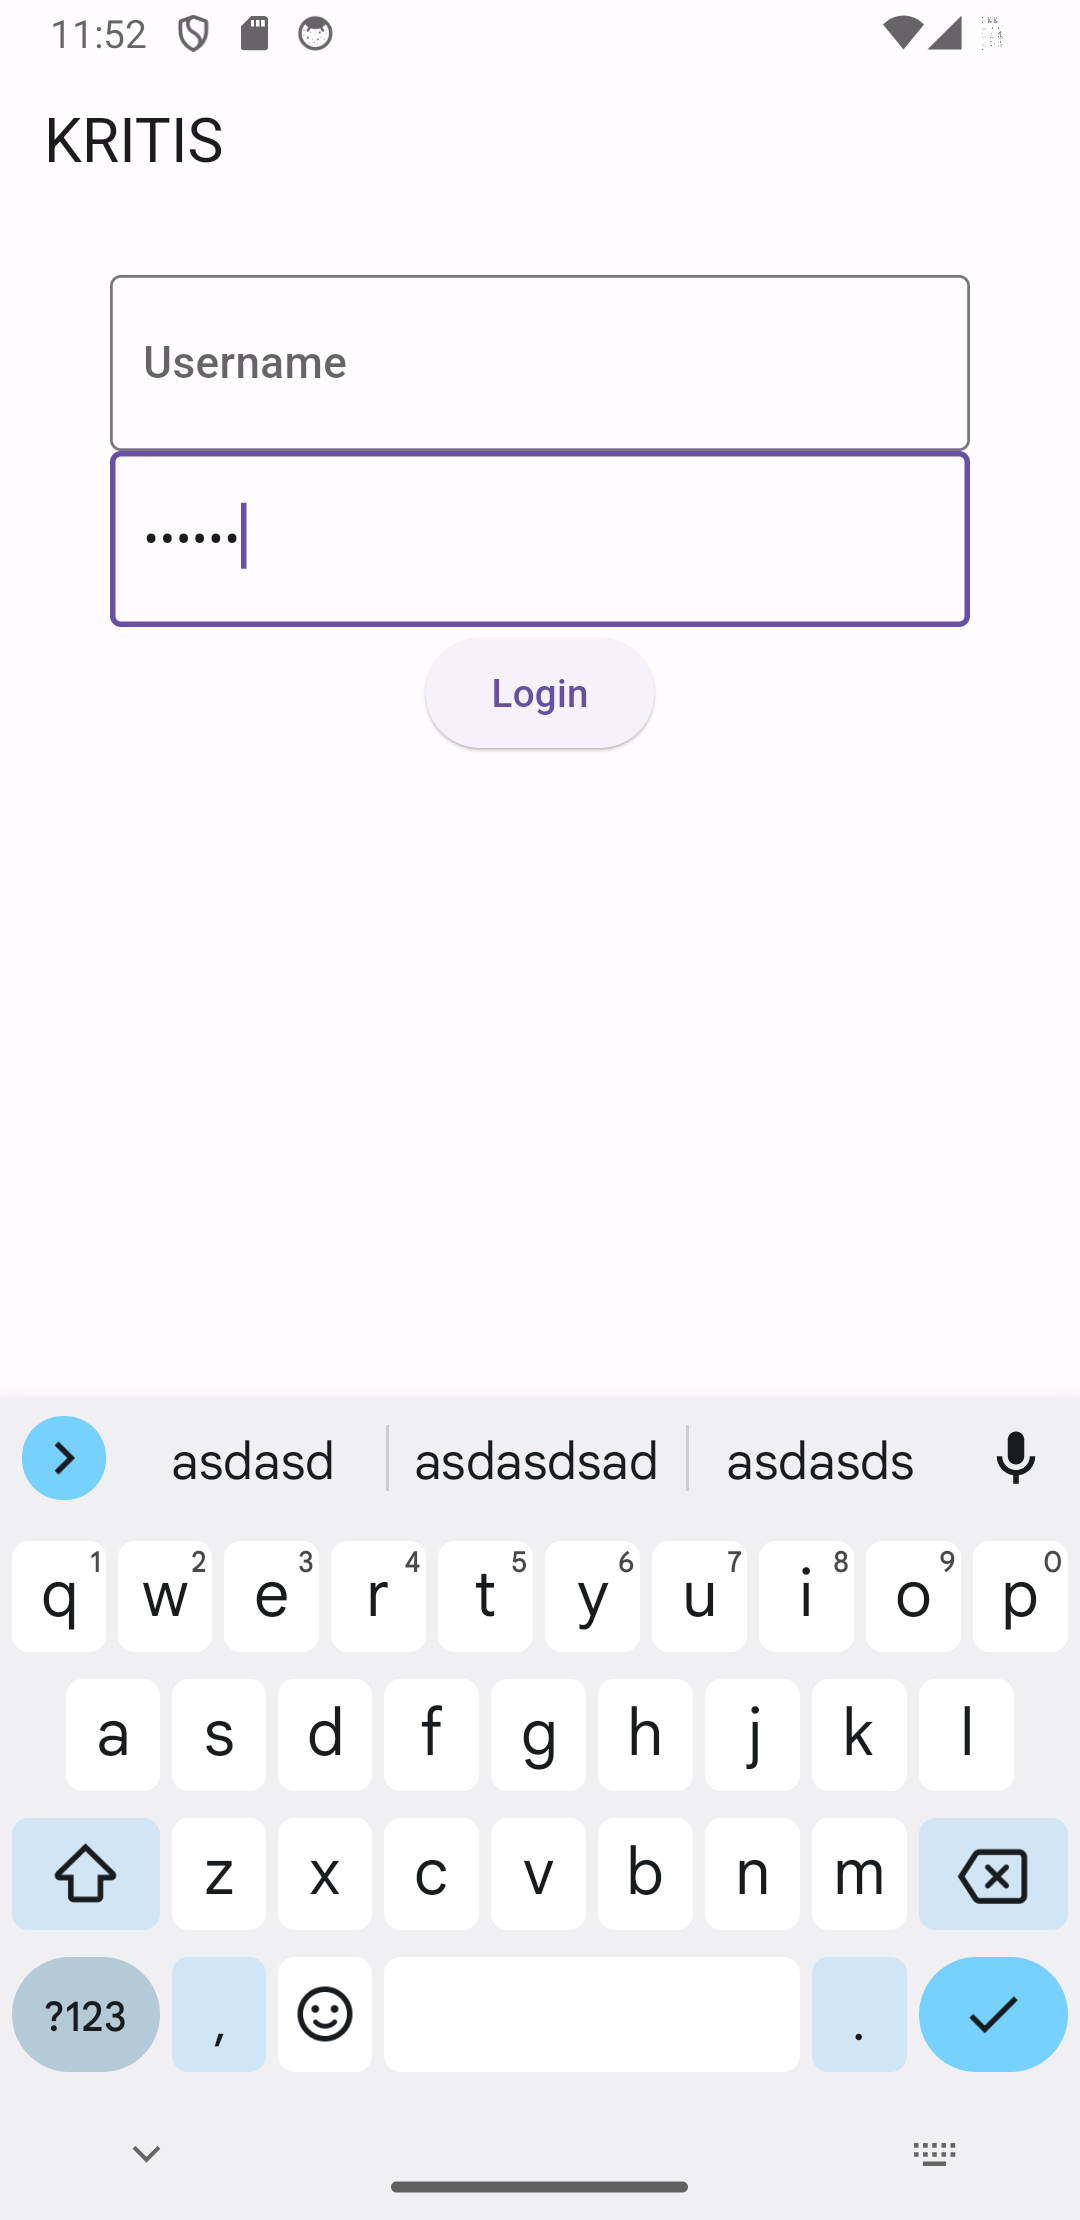 11:52
KRITIS
Username
••••••
Login
asdasd asdasdsad asdasds
q 1 w 2 e 3 r 4 t 5 y 6 u 7 i 8 o 9 p 0
a s d f g h j k l
z x c v b n m
?123 , .